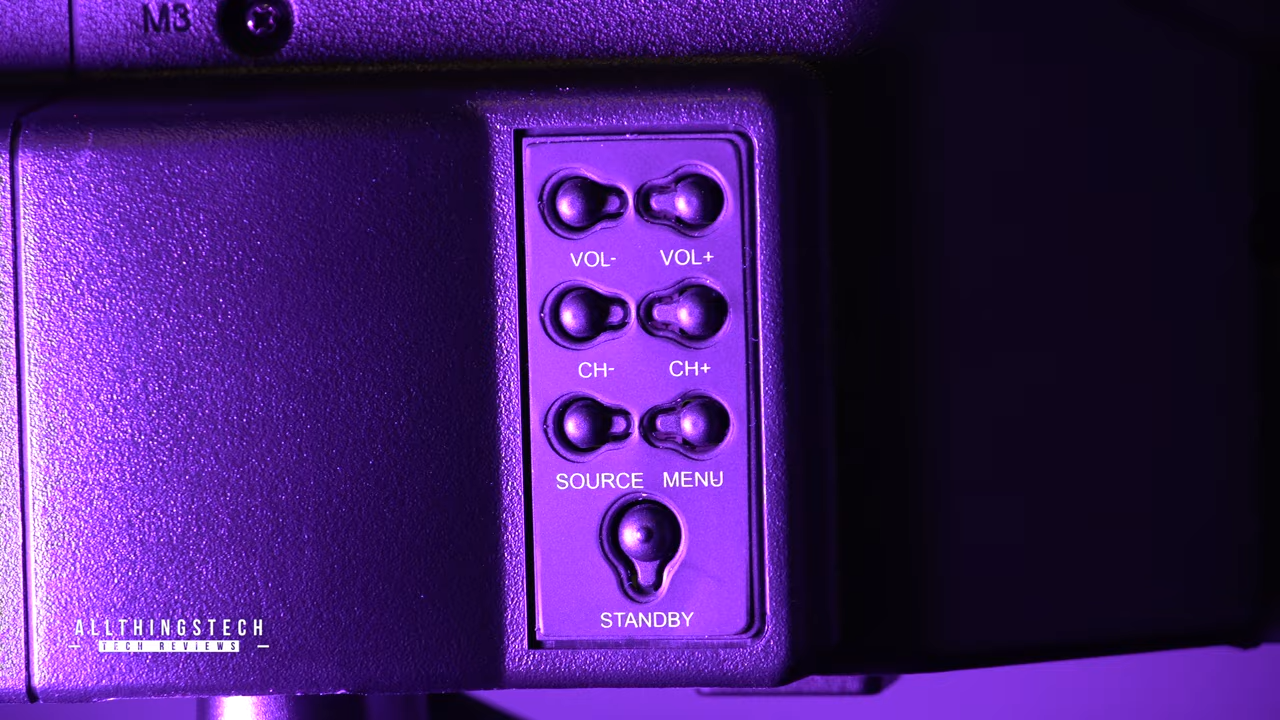 M3
VOL- VOL+
CH- CH+
SOURCE MENU
STANDBY
ALLTHINGSTECH
TECH REVIEWS